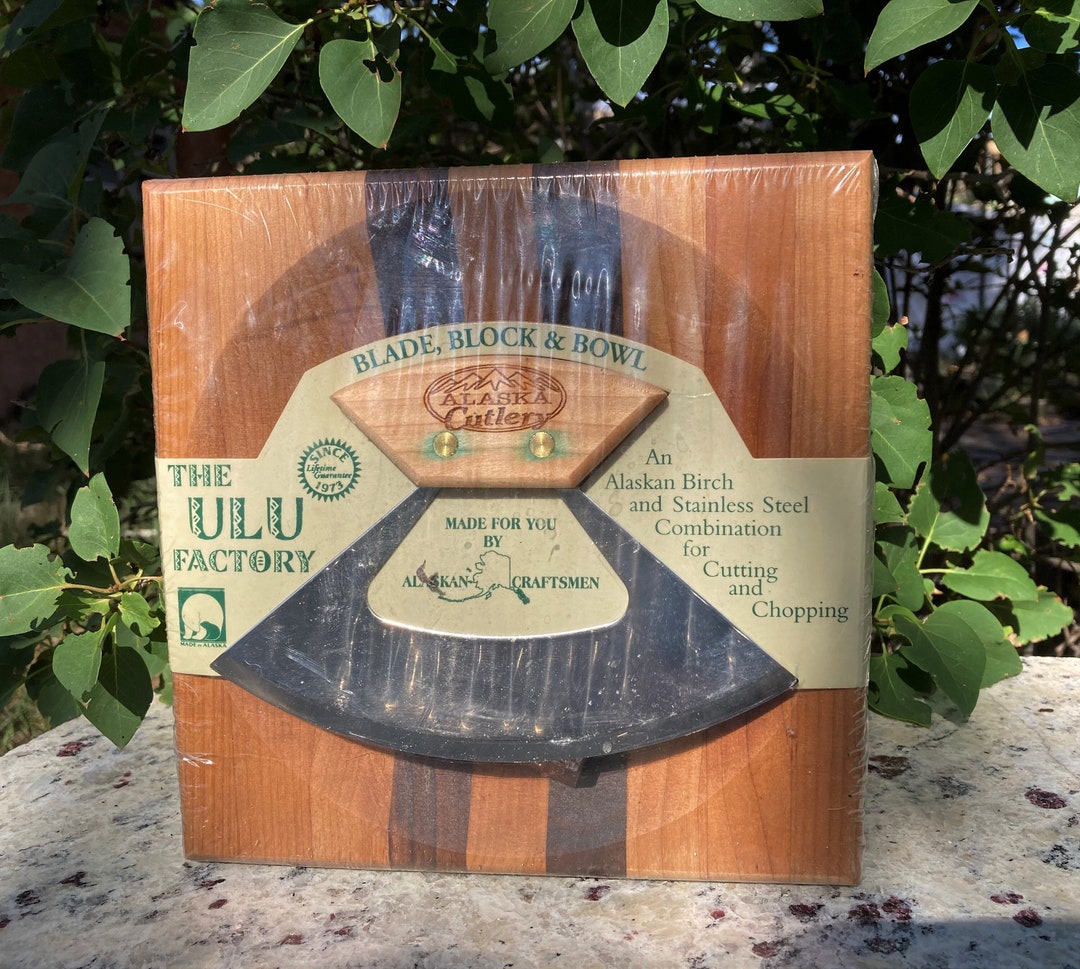 BLADE, BLOCK & BOWL
ALASKA
Cutlery
THE
ULU
FACTORY
SINCE
Lifetime
Guarantee
1973
MADE IN ALASKA
MADE FOR YOU
BY
ALASKAN CRAFTSMEN
An
Alaskan Birch
and Stainless Steel
Combination
for
Cutting
and
Chopping